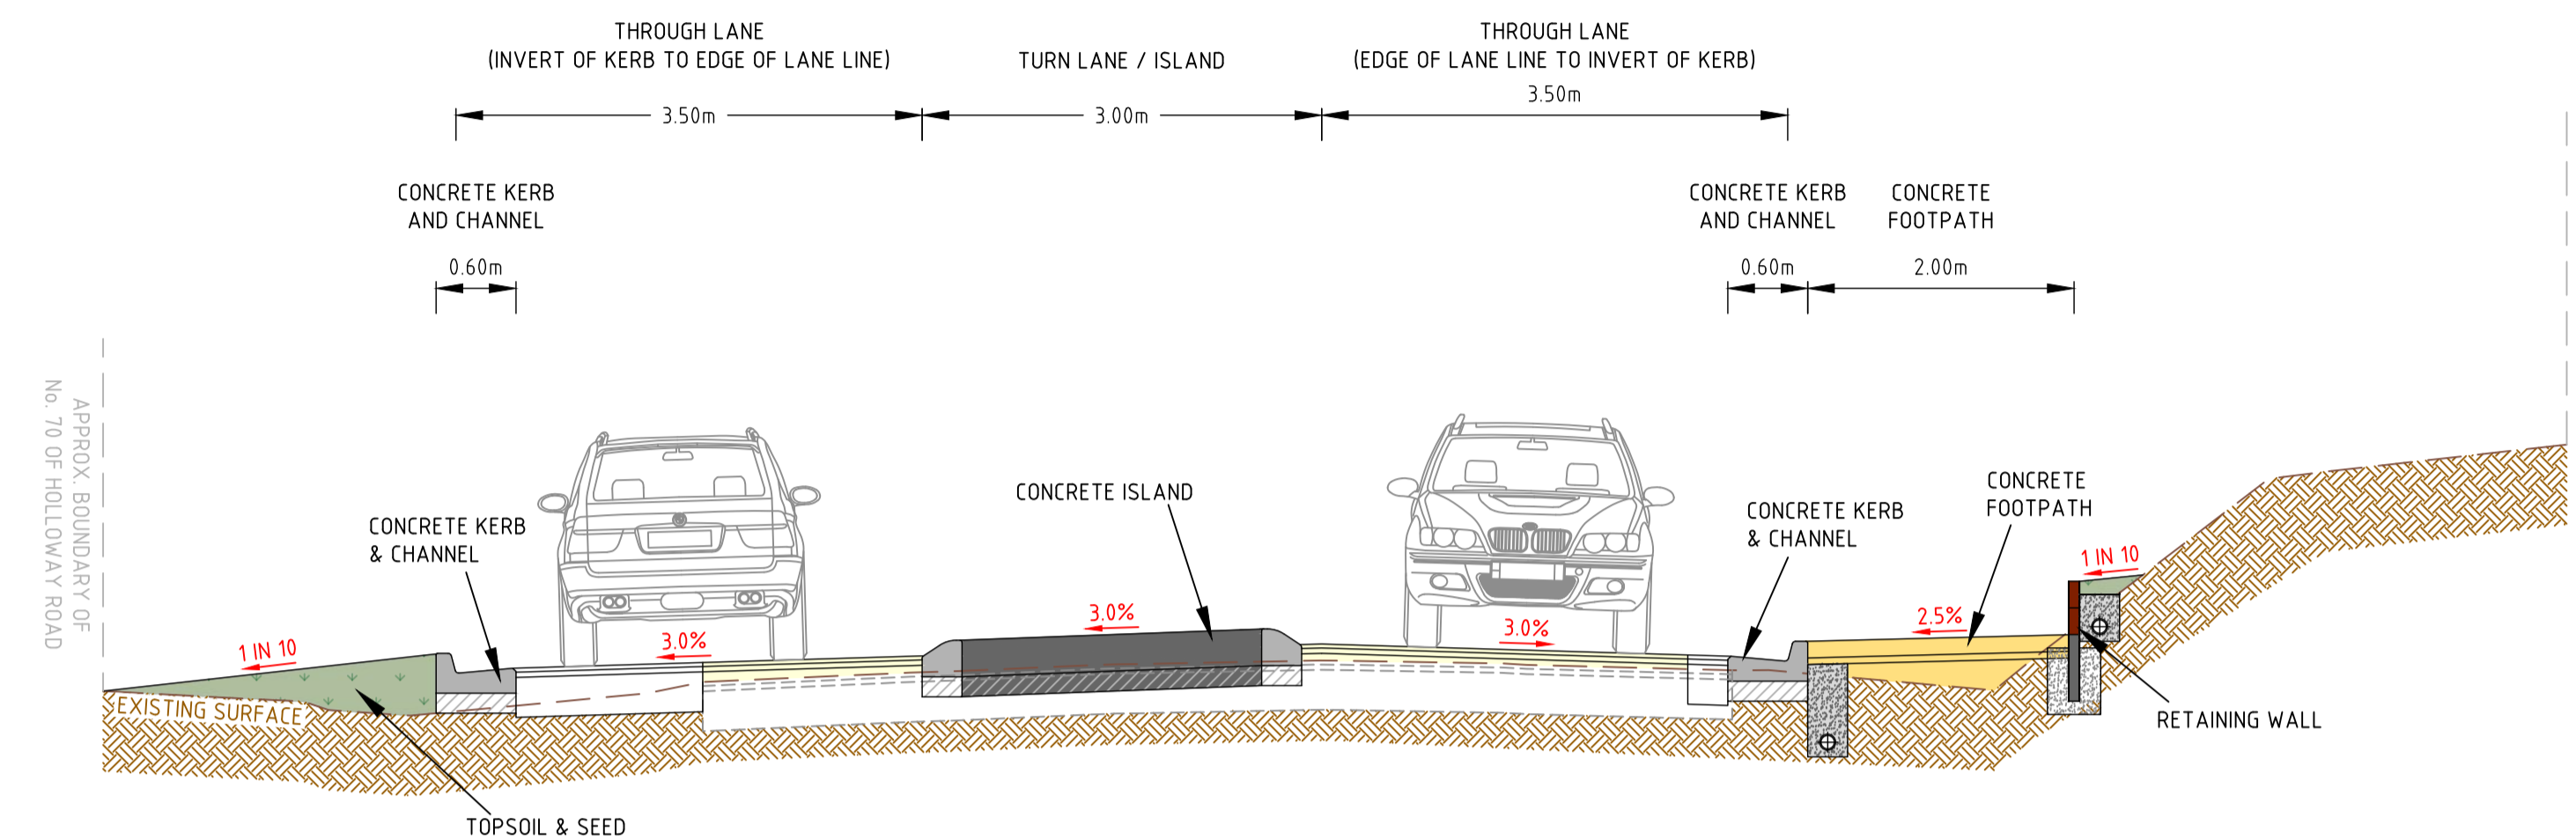 THROUGH LANE
(INVERT OF KERB TO EDGE OF LANE LINE)
TURN LANE / ISLAND
THROUGH LANE
(EDGE OF LANE LINE TO INVERT OF KERB)
3.50m
3.00m
3.50m
CONCRETE KERB
AND CHANNEL
0.60m
CONCRETE KERB
AND CHANNEL
0.60m
CONCRETE
FOOTPATH
2.00m
APPROX. BOUNDARY OF
No. 70 OF HOLLOWAY ROAD
CONCRETE KERB
& CHANNEL
CONCRETE ISLAND
CONCRETE KERB
& CHANNEL
CONCRETE
FOOTPATH
1 IN 10
1 IN 10
3.0%
3.0%
3.0%
2.5%
EXISTING SURFACE
RETAINING WALL
TOPSOIL & SEED